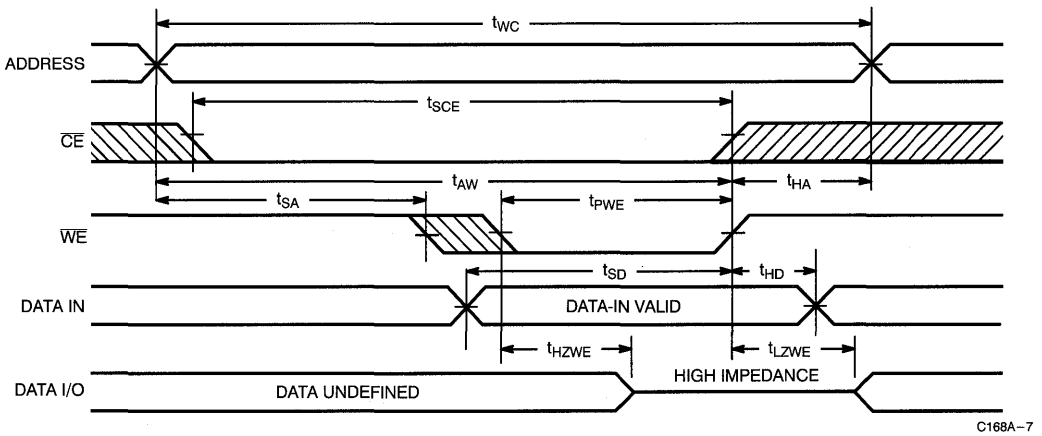 tWC
ADDRESS
tSCE
CE
tAW
tHA
tSA
tPWE
WE
tSD
tHD
DATA IN
DATA-IN VALID
tHZWE
tLZWE
DATA I/O
DATA UNDEFINED
HIGH IMPEDANCE
C168A-7